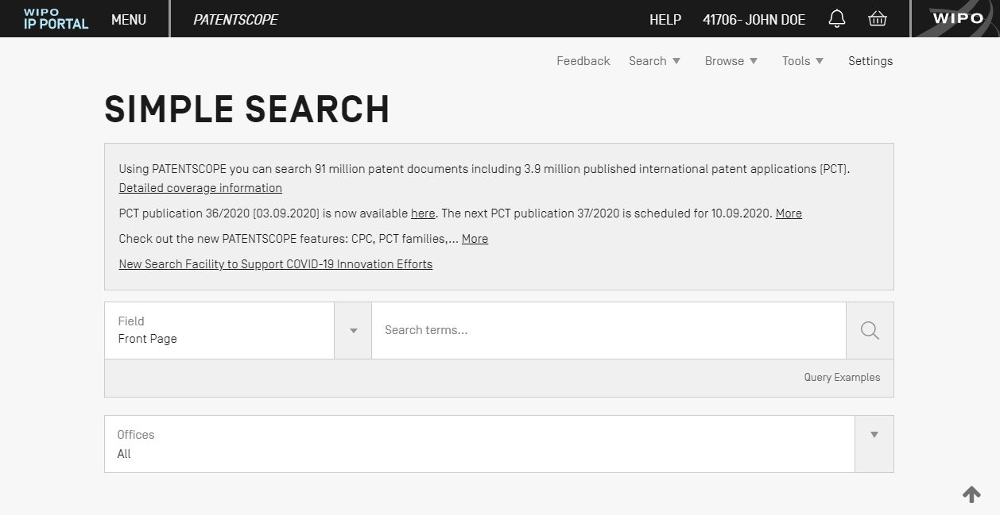 WIPO
IP PORTAL
MENU
PATENTSCOPE
HELP
41706- JOHN DOE
WIPO
Feedback
Search
Browse
Tools
Settings
SIMPLE SEARCH
Using PATENTSCOPE you can search 91 million patent documents including 3.9 million published international patent applications (PCT).
Detailed coverage information
PCT publication 36/2020 (03.09.2020) is now available here. The next PCT publication 37/2020 is scheduled for 10.09.2020. More
Check out the new PATENTSCOPE features: CPC, PCT families,... More
New Search Facility to Support COVID-19 Innovation Efforts
Field
Front Page
Search terms...
Query Examples
Offices
All